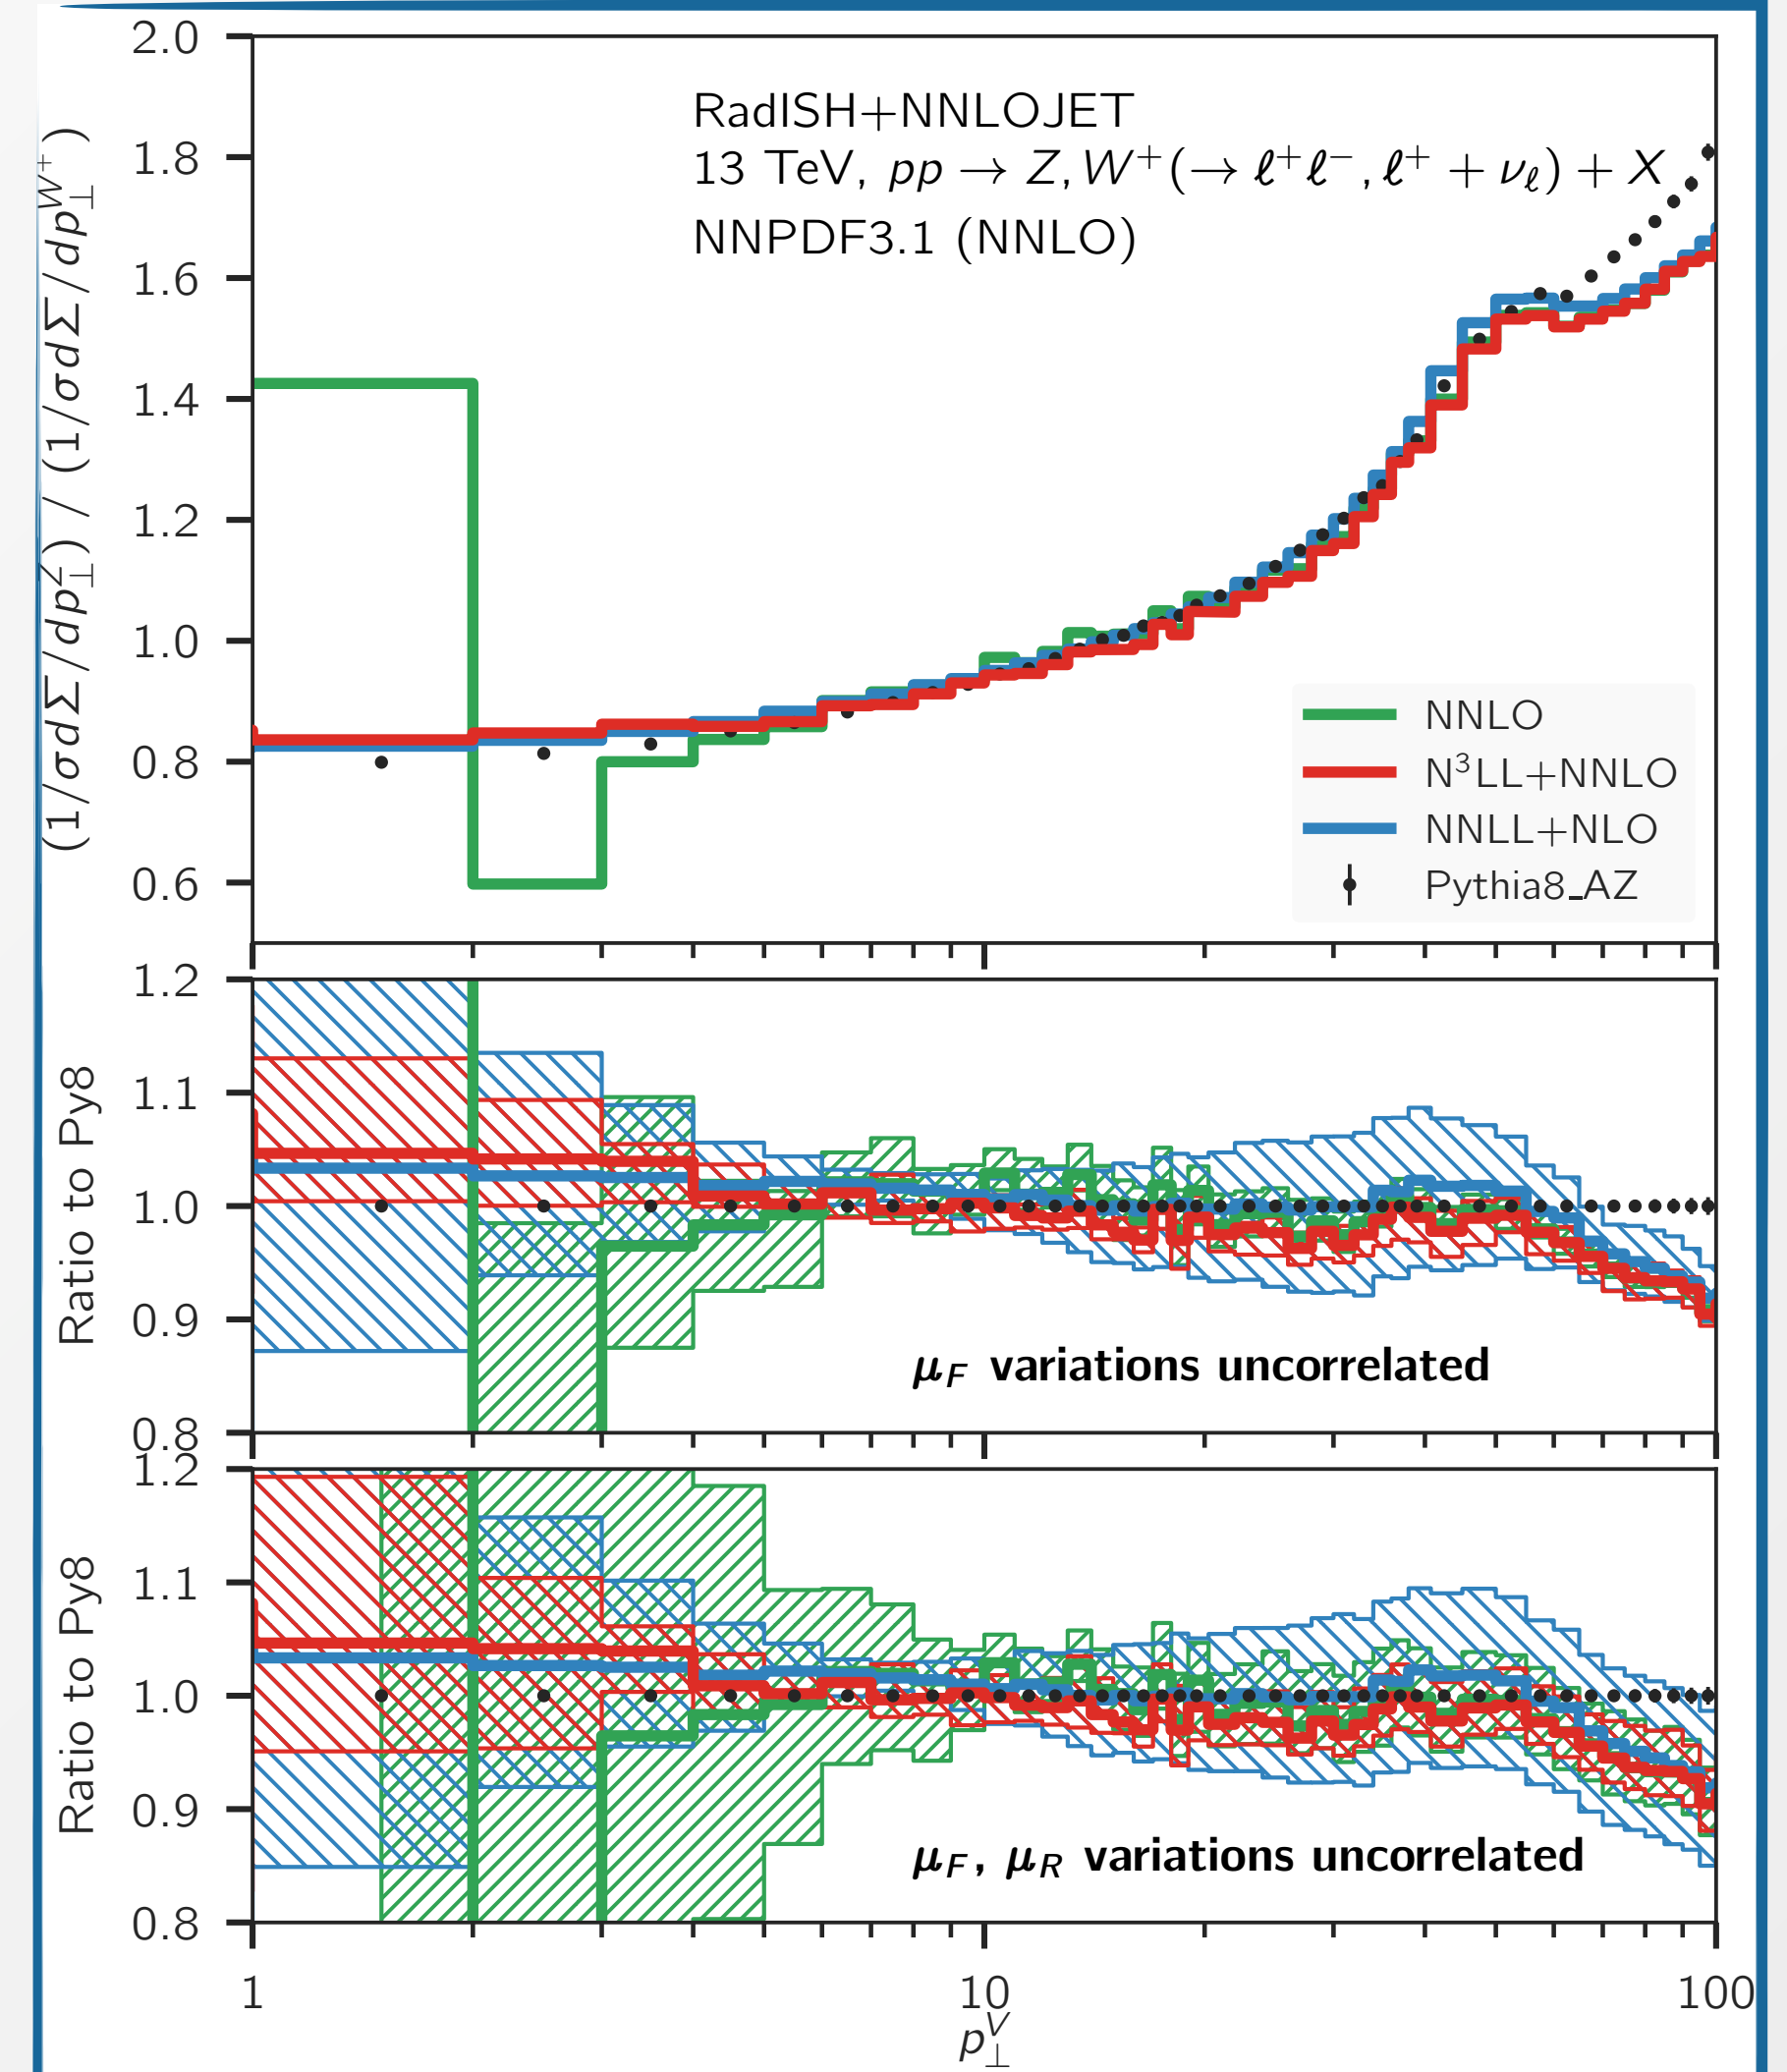 2.0
RadISH+NNLOJET
13 TeV, pp → Z, W⁺(→ ℓ⁺ℓ⁻, ℓ⁺ + νℓ) + X
NNPDF3.1 (NNLO)
1.8
1.6
1.4
1.2
1.0
0.8
0.6
(1/σdΣ/dp⊥^Z) / (1/σdΣ/dp⊥^W⁺)
NNLO
N³LL+NNLO
NNLL+NLO
Pythia8_AZ
1.2
1.1
1.0
0.9
0.8
Ratio to Py8
μF variations uncorrelated
1.2
1.1
1.0
0.9
0.8
Ratio to Py8
μF, μR variations uncorrelated
1
10
100
p⊥^V